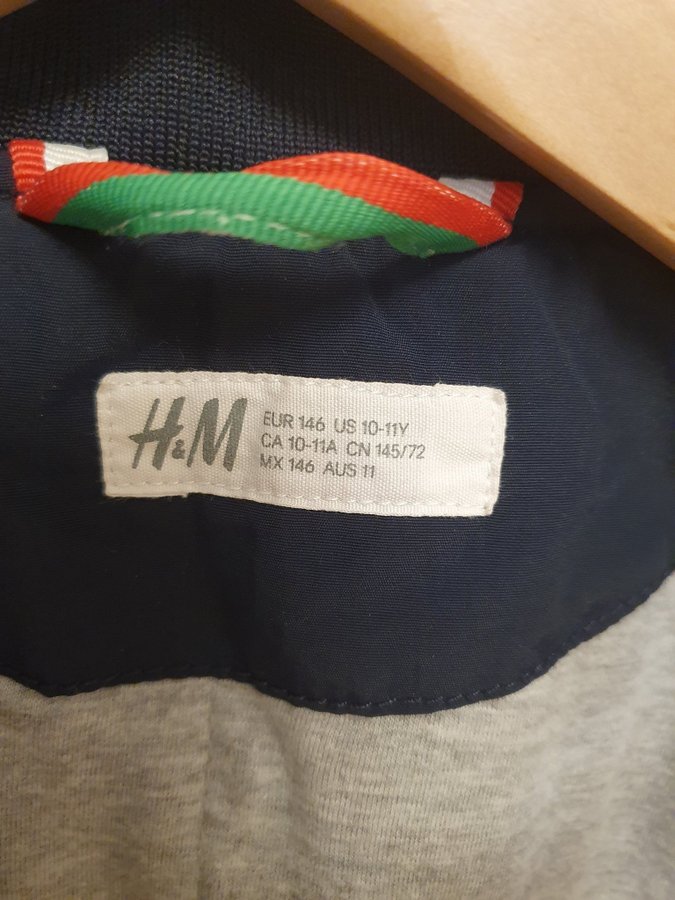 H&M
EUR 146 US 10-11Y
CA 10-11A CN 145/72
MX 146 AUS 11